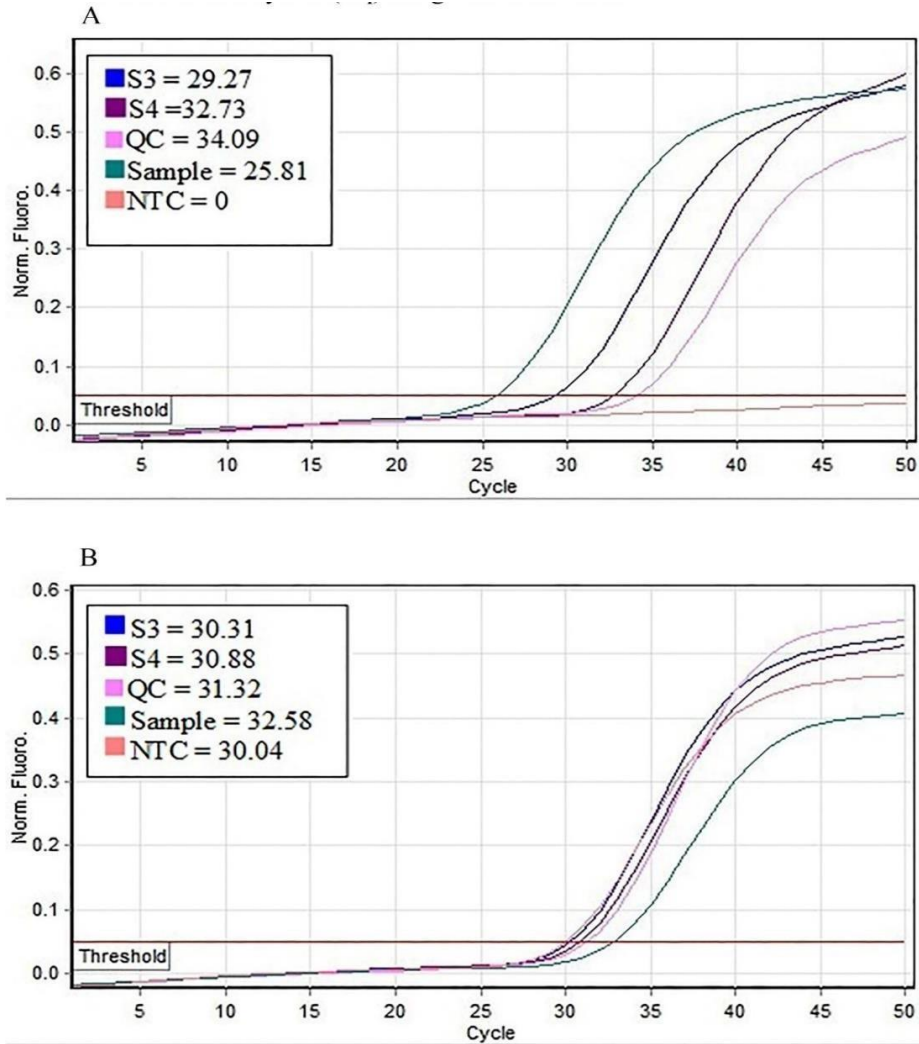 A
S3 = 29.27
S4 =32.73
QC = 34.09
Sample = 25.81
NTC = 0
0.6
0.5
0.4
0.3
0.2
0.1
0.0
Norm. Fluoro.
Threshold
5 10 15 20 25 30 35 40 45 50
Cycle
B
S3 = 30.31
S4 = 30.88
QC = 31.32
Sample = 32.58
NTC = 30.04
0.6
0.5
0.4
0.3
0.2
0.1
0.0
Norm. Fluoro.
Threshold
5 10 15 20 25 30 35 40 45 50
Cycle